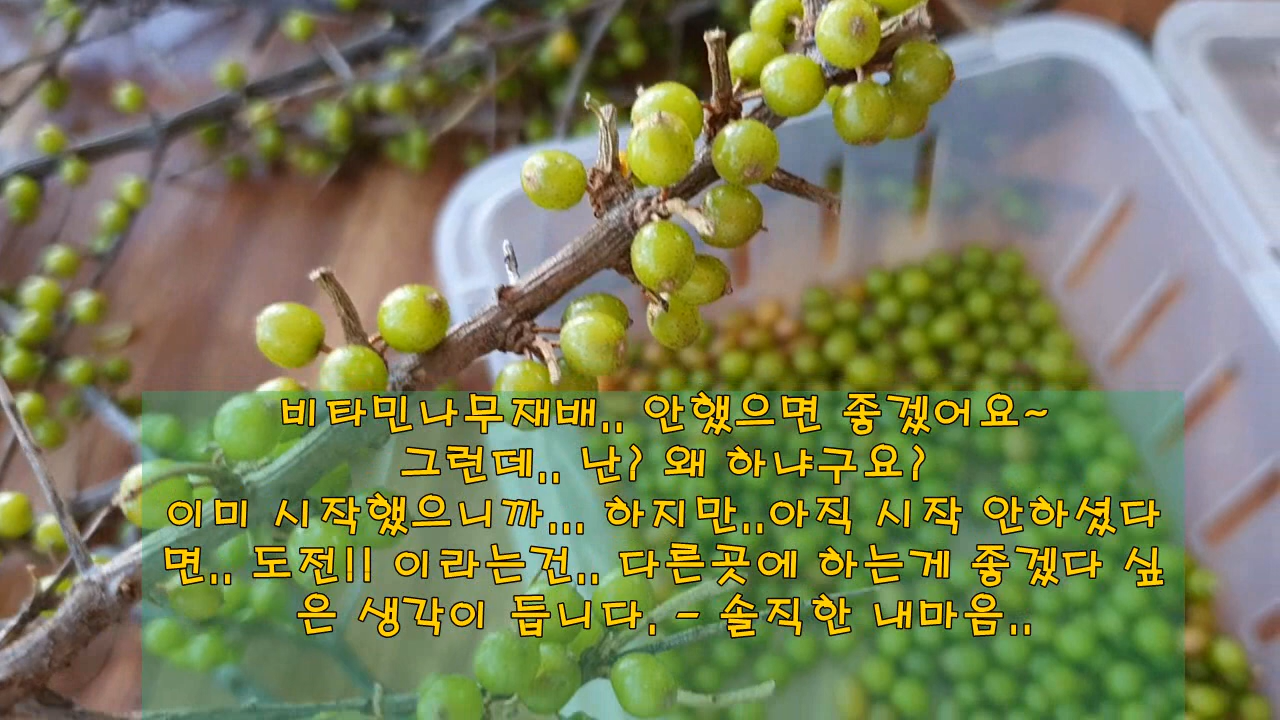 비타민나무재배.. 안했으면 좋겠어요~
그런데.. 난? 왜 하냐구요?
이미 시작했으니까... 하지만..아직 시작 안하셨다
면.. 도전!! 이라는건.. 다른곳에 하는게 좋겠다 싶
은 생각이 듭니다. - 솔직한 내마음..